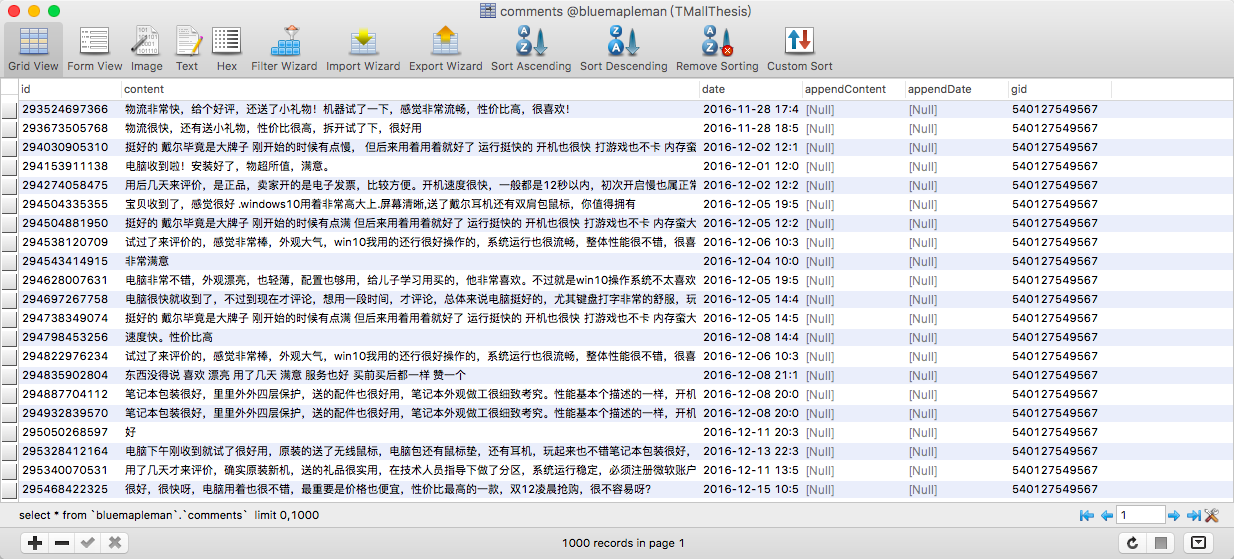 comments @bluemapleman (TMallThesis)
Grid View Form View Image Text Hex Filter Wizard Import Wizard Export Wizard Sort Ascending Sort Descending Remove Sorting Custom Sort
id content date appendContent appendDate gid
293524697366 物流非常快，给个好评，还送了小礼物！机器试了一下，感觉非常流畅，性价比高，很喜欢！ 2016-11-28 17:4 [Null] [Null] 540127549567
293673505768 物流很快，还有送小礼物，性价比很高，拆开试了下，很好用 2016-11-28 18:5 [Null] [Null] 540127549567
294030905310 挺好的 戴尔毕竟是大牌子 刚开始的时候有点慢， 但后来用着用着就好了 运行挺快的 开机也很快 打游戏也不卡 内存蛮 2016-12-02 12:1 [Null] [Null] 540127549567
294153911138 电脑收到啦！安装好了，物超所值，满意。 2016-12-01 12:0 [Null] [Null] 540127549567
294274058475 用后几天来评价，是正品，卖家开的是电子发票，比较方便。开机速度很快，一般都是12秒以内，初次开启慢也属正常 2016-12-02 12:2 [Null] [Null] 540127549567
294504335355 宝贝收到了，感觉很好 .windows10用着非常高大上.屏幕清晰,送了戴尔耳机还有双肩包鼠标，你值得拥有 2016-12-05 19:5 [Null] [Null] 540127549567
294504881950 挺好的 戴尔毕竟是大牌子 刚开始的时候有点满 但后来用着用着就好了 运行挺快的 开机也很快 打游戏也不卡 内存蛮大 2016-12-05 12:2 [Null] [Null] 540127549567
294538120709 试过了来评价的，感觉非常棒，外观大气，win10我用的还行很好操作的，系统运行也很流畅，整体性能很不错，很喜 2016-12-06 10:3 [Null] [Null] 540127549567
294543414915 非常满意 2016-12-04 10:0 [Null] [Null] 540127549567
294628007631 电脑非常不错，外观漂亮，也轻薄，配置也够用，给儿子学习用买的，他非常喜欢。不过就是win10操作系统不太喜欢 2016-12-05 19:5 [Null] [Null] 540127549567
294697267758 电脑很快就收到了，不过到现在才评论，想用一段时间，才评论，总体来说电脑挺好的，尤其键盘打字非常的舒服，玩 2016-12-05 14:4 [Null] [Null] 540127549567
294738349074 挺好的 戴尔毕竟是大牌子 刚开始的时候有点满 但后来用着用着就好了 运行挺快的 开机也很快 打游戏也不卡 内存蛮大 2016-12-05 14:5 [Null] [Null] 540127549567
294798453256 速度快。性价比高 2016-12-08 14:4 [Null] [Null] 540127549567
294822976234 试过了来评价的，感觉非常棒，外观大气，win10我用的还行很好操作的，系统运行也很流畅，整体性能很不错，很喜 2016-12-06 10:3 [Null] [Null] 540127549567
294835902804 东西没得说 喜欢 漂亮 用了几天 满意 服务也好 买前买后都一样 赞一个 2016-12-08 21:1 [Null] [Null] 540127549567
294887704112 笔记本包装很好，里里外外四层保护，送的配件也很好用，笔记本外观做工很细致考究。性能基本个描述的一样，开机 2016-12-08 20:0 [Null] [Null] 540127549567
294932839570 笔记本包装很好，里里外外四层保护，送的配件也很好用，笔记本外观做工很细致考究。性能基本个描述的一样，开机 2016-12-08 20:0 [Null] [Null] 540127549567
295050268597 好 2016-12-11 20:3 [Null] [Null] 540127549567
295328412164 电脑下午刚收到就试了很好用，原装的送了无线鼠标，电脑包还有鼠标垫，还有耳机，玩起来也不错笔记本包装很好， 2016-12-13 22:3 [Null] [Null] 540127549567
295340070531 用了几天才来评价，确实原装新机，送的礼品很实用，在技术人员指导下做了分区，系统运行稳定，必须注册微软账户 2016-12-11 13:5 [Null] [Null] 540127549567
295468422325 很好，很快呀，电脑用着也很不错，最重要是价格也便宜，性价比最高的一款，双12凌晨抢购，很不容易呀? 2016-12-15 10:5 [Null] [Null] 540127549567
select * from `bluemapleman`.`comments` limit 0,1000 1
1000 records in page 1